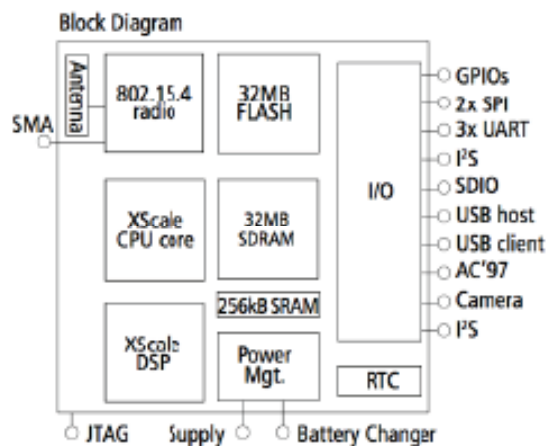 Block Diagram
Antenna
802.15.4
radio
32MB
FLASH
SMA
XScale
CPU core
32MB
SDRAM
256kB SRAM
XScale
DSP
Power
Mgt.
I/O
RTC
GPIOs
2x SPI
3x UART
I²S
SDIO
USB host
USB client
AC'97
Camera
I²S
JTAG
Supply
Battery Changer